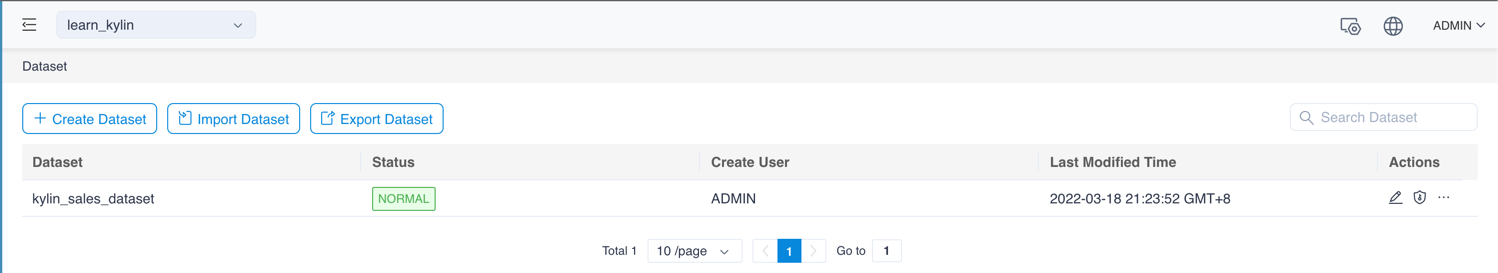 learn_kylin ADMIN
Dataset
Create Dataset Import Dataset Export Dataset Search Dataset
Dataset Status Create User Last Modified Time Actions
kylin_sales_dataset NORMAL ADMIN 2022-03-18 21:23:52 GMT+8
Total 1 10 /page 1 Go to 1